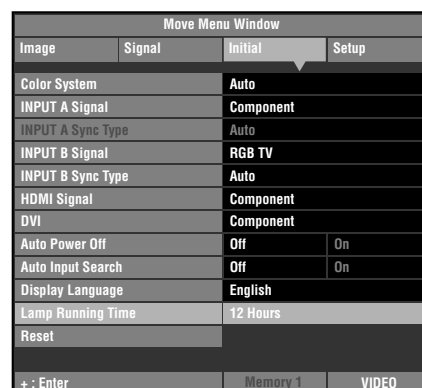 Move Menu Window
Image Signal Initial Setup
Color System Auto
INPUT A Signal Component
INPUT A Sync Type Auto
INPUT B Signal RGB TV
INPUT B Sync Type Auto
HDMI Signal Component
DVI Component
Auto Power Off Off On
Auto Input Search Off On
Display Language English
Lamp Running Time 12 Hours
Reset
+ : Enter Memory 1 VIDEO